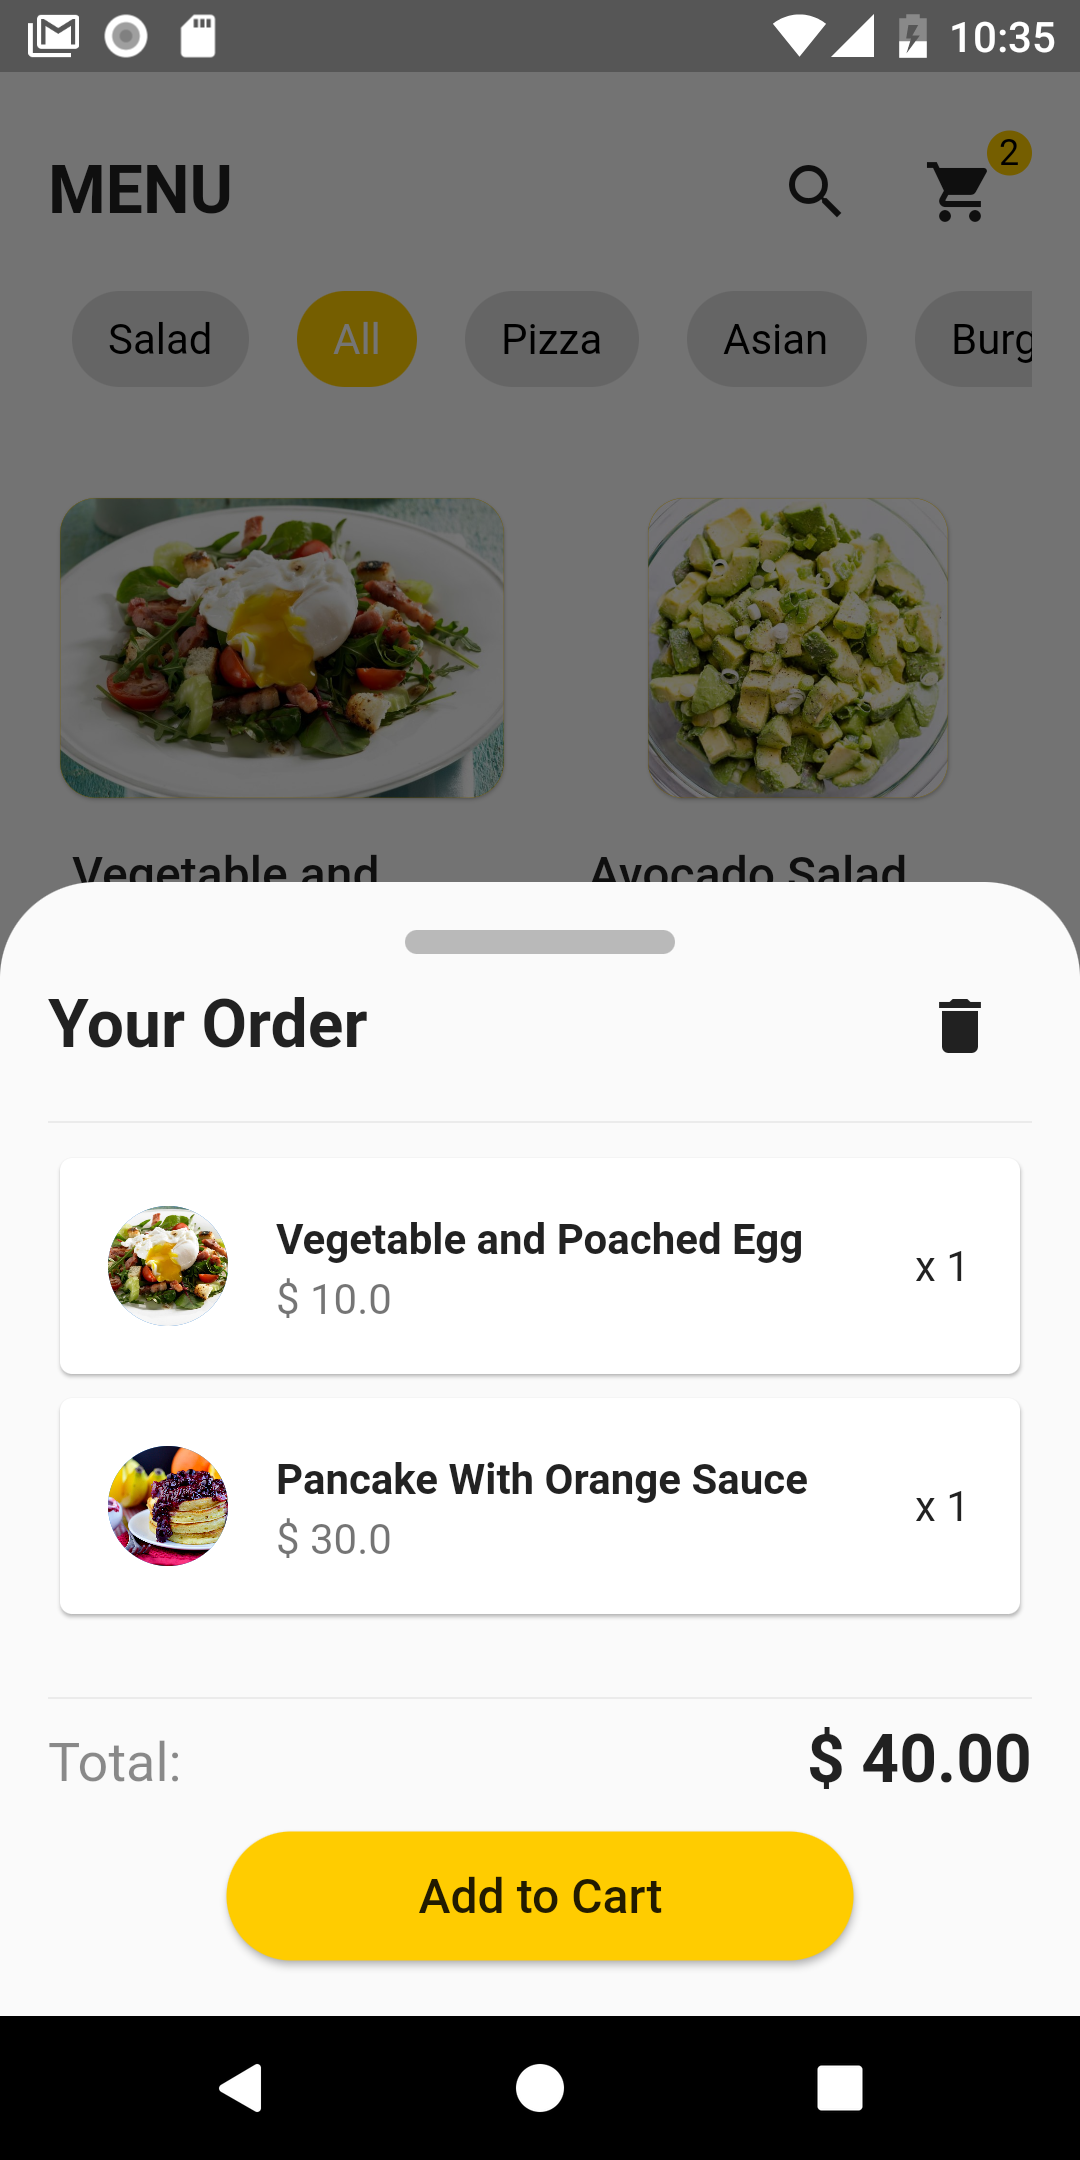 10:35
MENU
2
Salad
All
Pizza
Asian
Burg
Vegetable and
Avocado Salad
Your Order
Vegetable and Poached Egg
$ 10.0
x 1
Pancake With Orange Sauce
$ 30.0
x 1
Total:
$ 40.00
Add to Cart